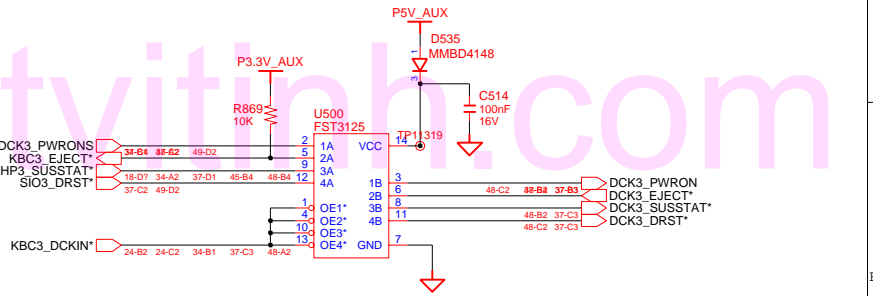 tvitinh.com
P5V_AUX
D535
MMBD4148
1
3
P3.3V_AUX
R869
10K
C514
100nF
16V
U500
FST3125
TP11319
DCK3_PWRONS
KBC3_EJECT*
HP3_SUSSTAT*
SIO3_DRST*
49-D2
18-D? 34-A2 37-D1 45-B4 48-B4
37-C2 49-D2
2 1A VCC 14
5 2A
9 3A
12 4A
1B 3 DCK3_PWRON
2B 6 DCK3_EJECT*
3B 8 DCK3_SUSSTAT*
4B 11 DCK3_DRST*
48-C2 37-B3
48-B2 37-C3
48-C2 37-C3
1 OE1*
4 OE2*
10 OE3*
13 OE4* GND 7
KBC3_DCKIN*
24-B2 24-C2 34-B1 37-C3 48-A2